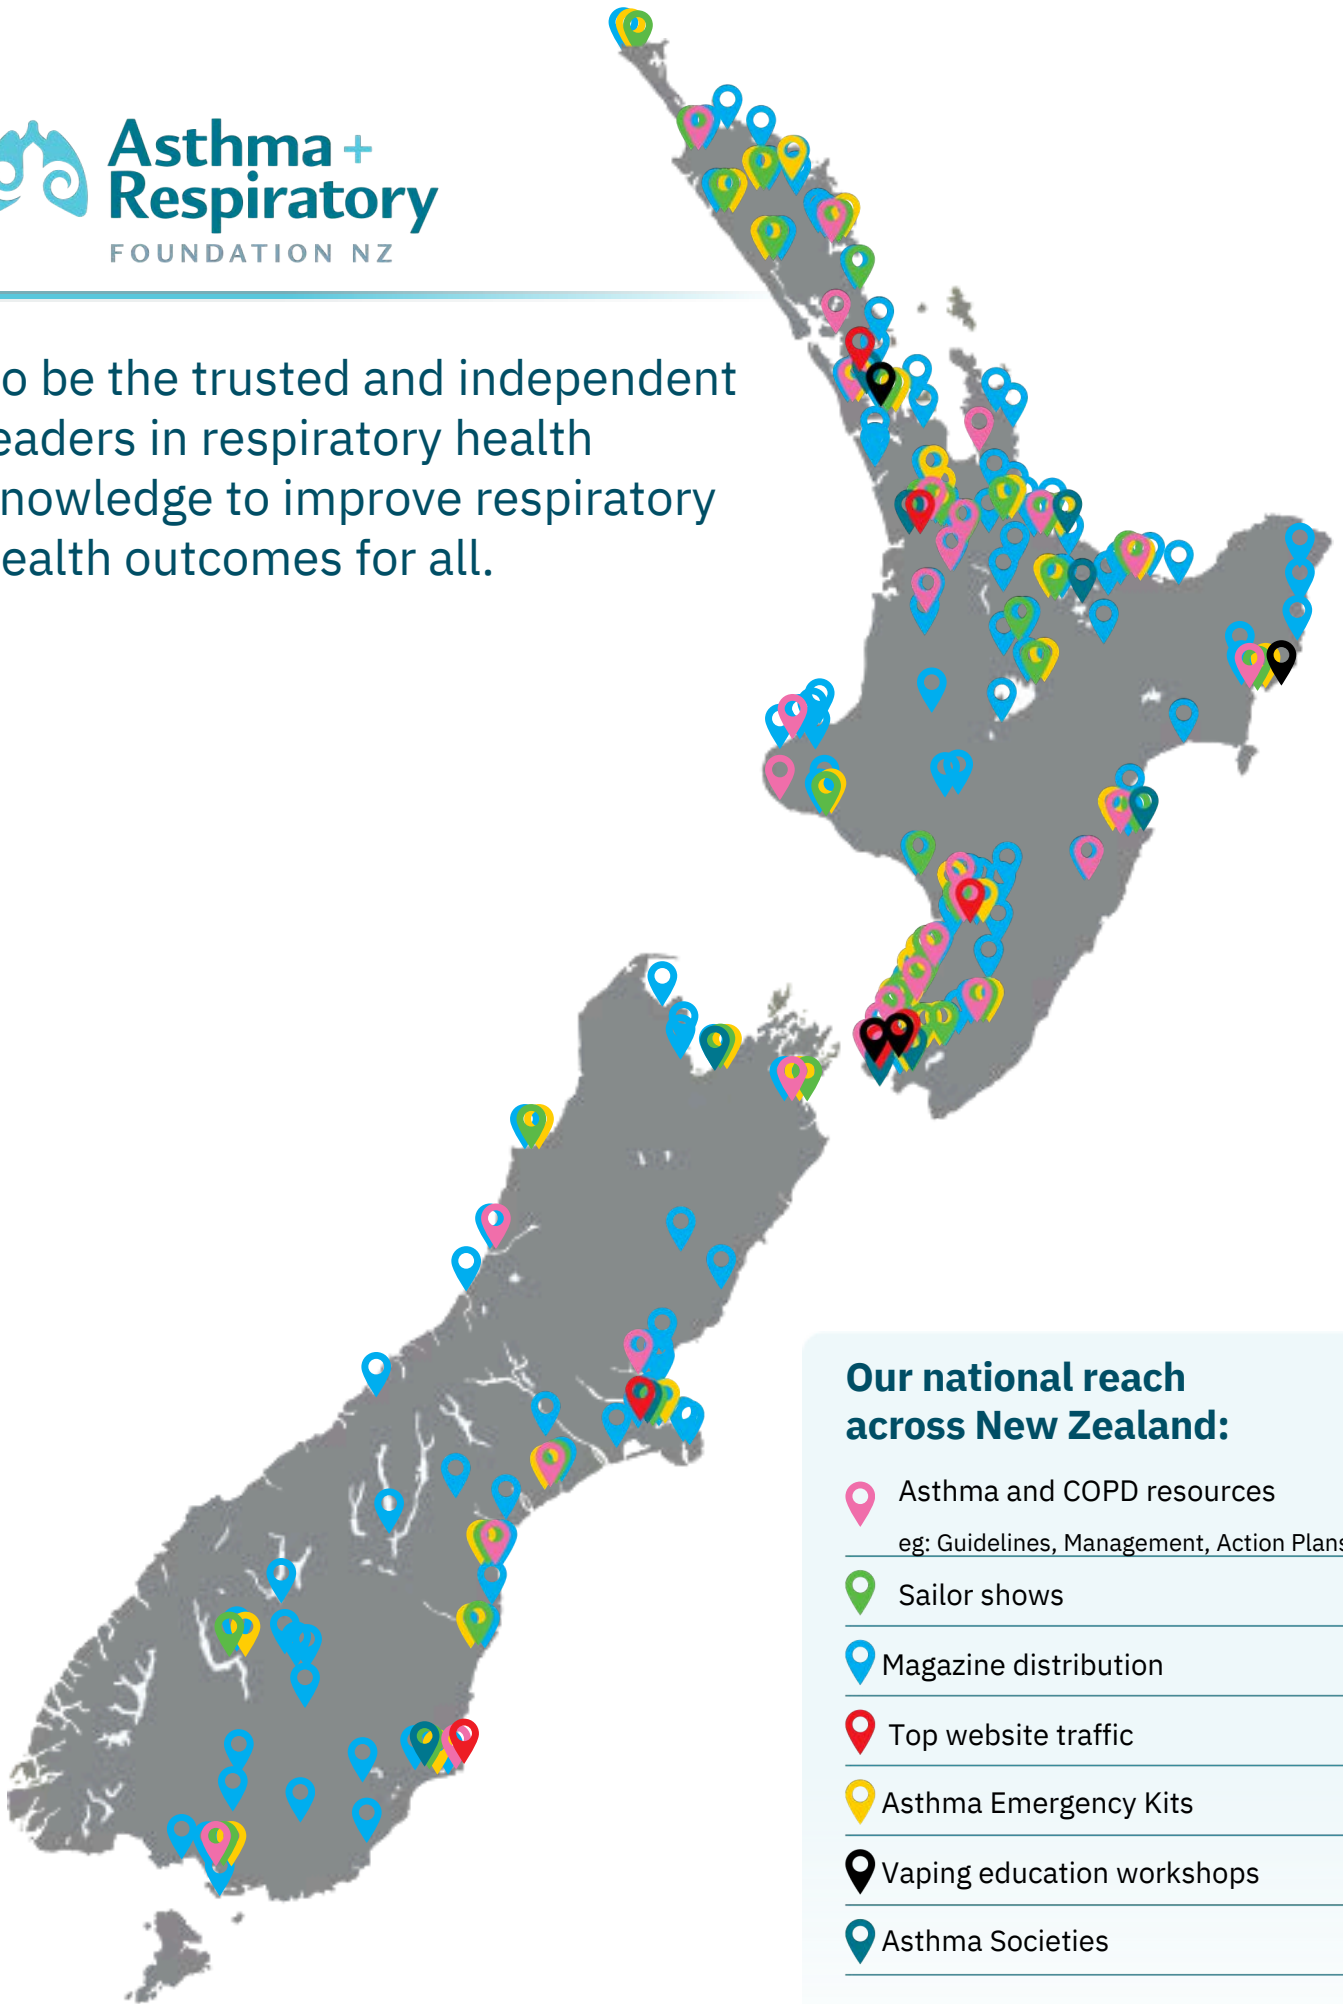 Asthma +
Respiratory
FOUNDATION NZ
o be the trusted and independent
eaders in respiratory health
nowledge to improve respiratory
ealth outcomes for all.
Our national reach
across New Zealand:
Asthma and COPD resources
eg: Guidelines, Management, Action Plans
Sailor shows
Magazine distribution
Top website traffic
Asthma Emergency Kits
Vaping education workshops
Asthma Societies